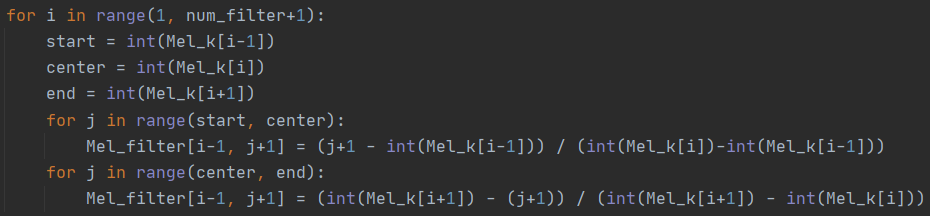 for i in range(1, num_filter+1):
    start = int(Mel_k[i-1])
    center = int(Mel_k[i])
    end = int(Mel_k[i+1])
    for j in range(start, center):
        Mel_filter[i-1, j+1] = (j+1 - int(Mel_k[i-1])) / (int(Mel_k[i])-int(Mel_k[i-1]))
    for j in range(center, end):
        Mel_filter[i-1, j+1] = (int(Mel_k[i+1]) - (j+1)) / (int(Mel_k[i+1]) - int(Mel_k[i]))